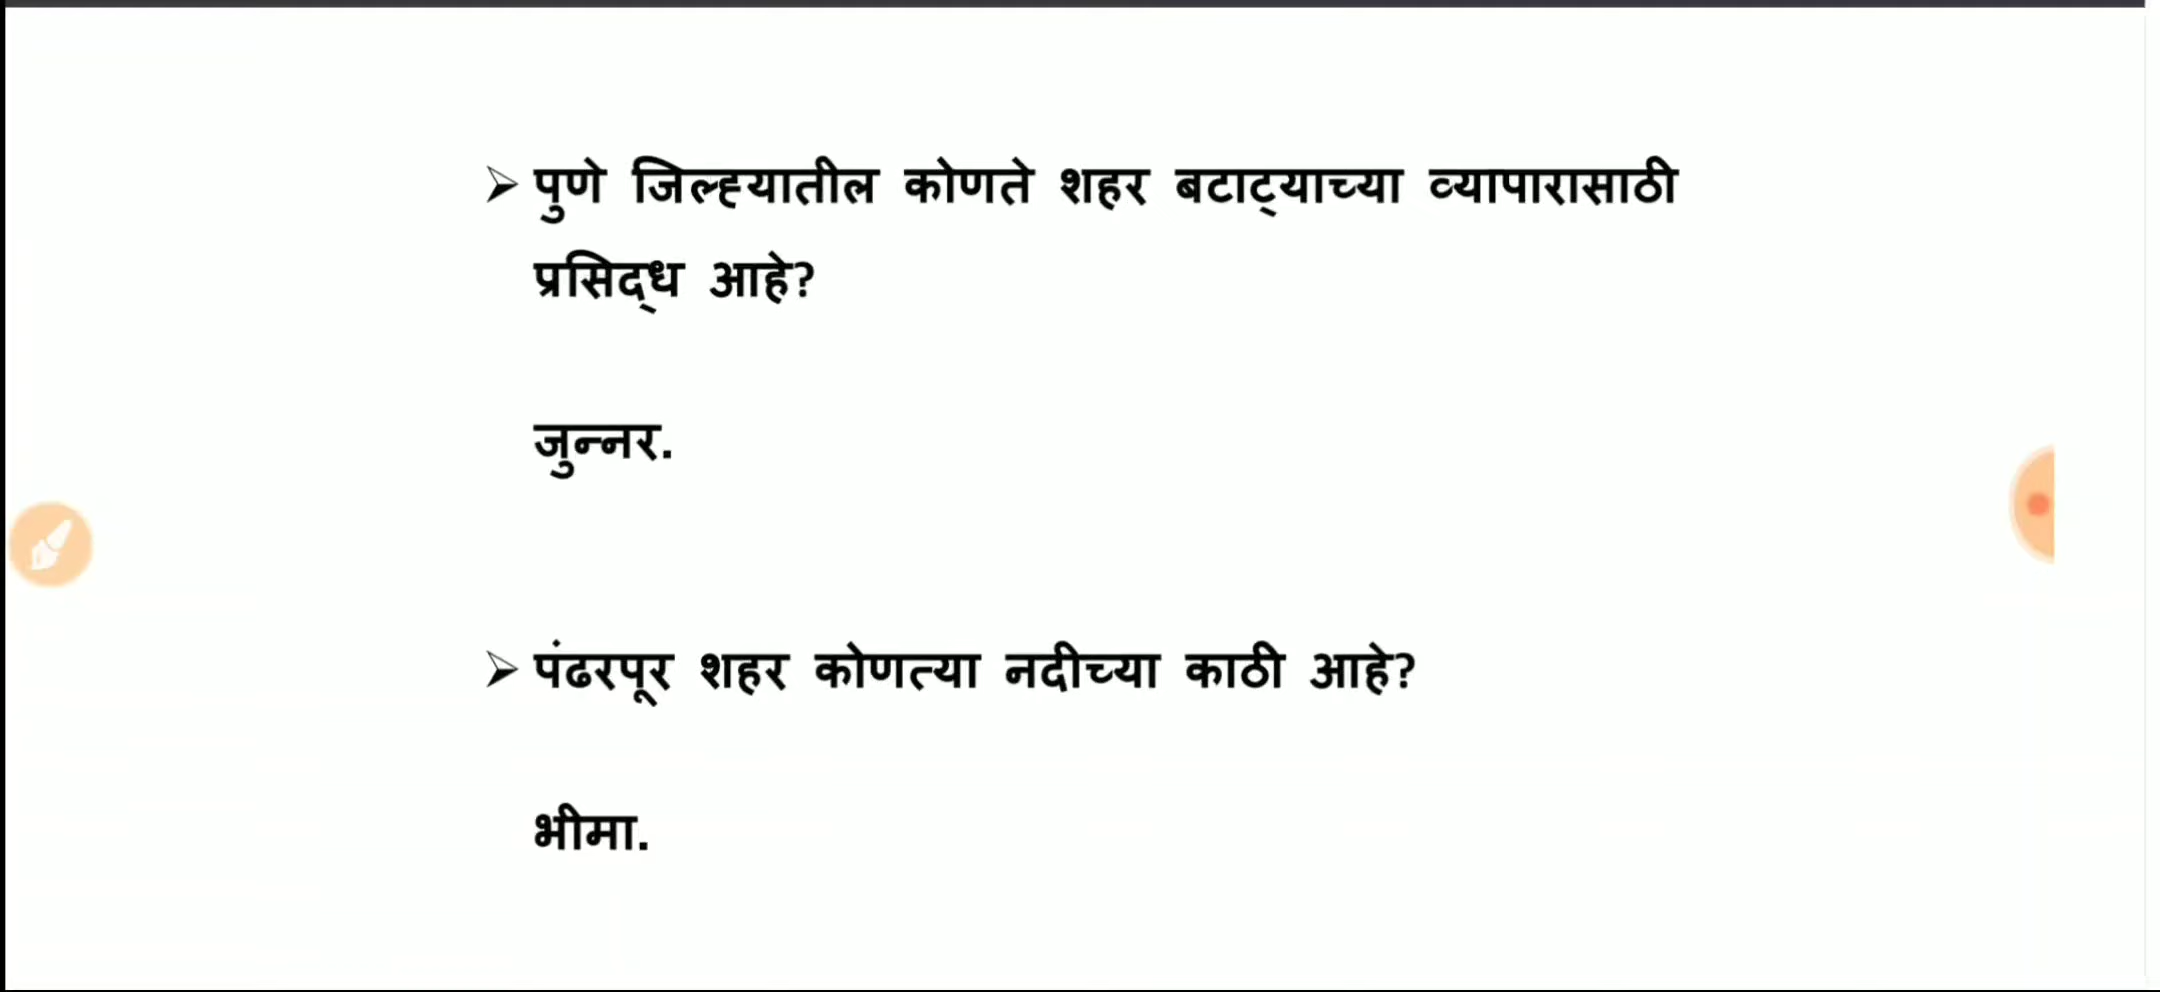 ➢ पुणे जिल्ह्यातील कोणते शहर बटाट्याच्या व्यापारासाठी
प्रसिद्ध आहे?
जुन्नर.
➢ पंढरपूर शहर कोणत्या नदीच्या काठी आहे?
भीमा.